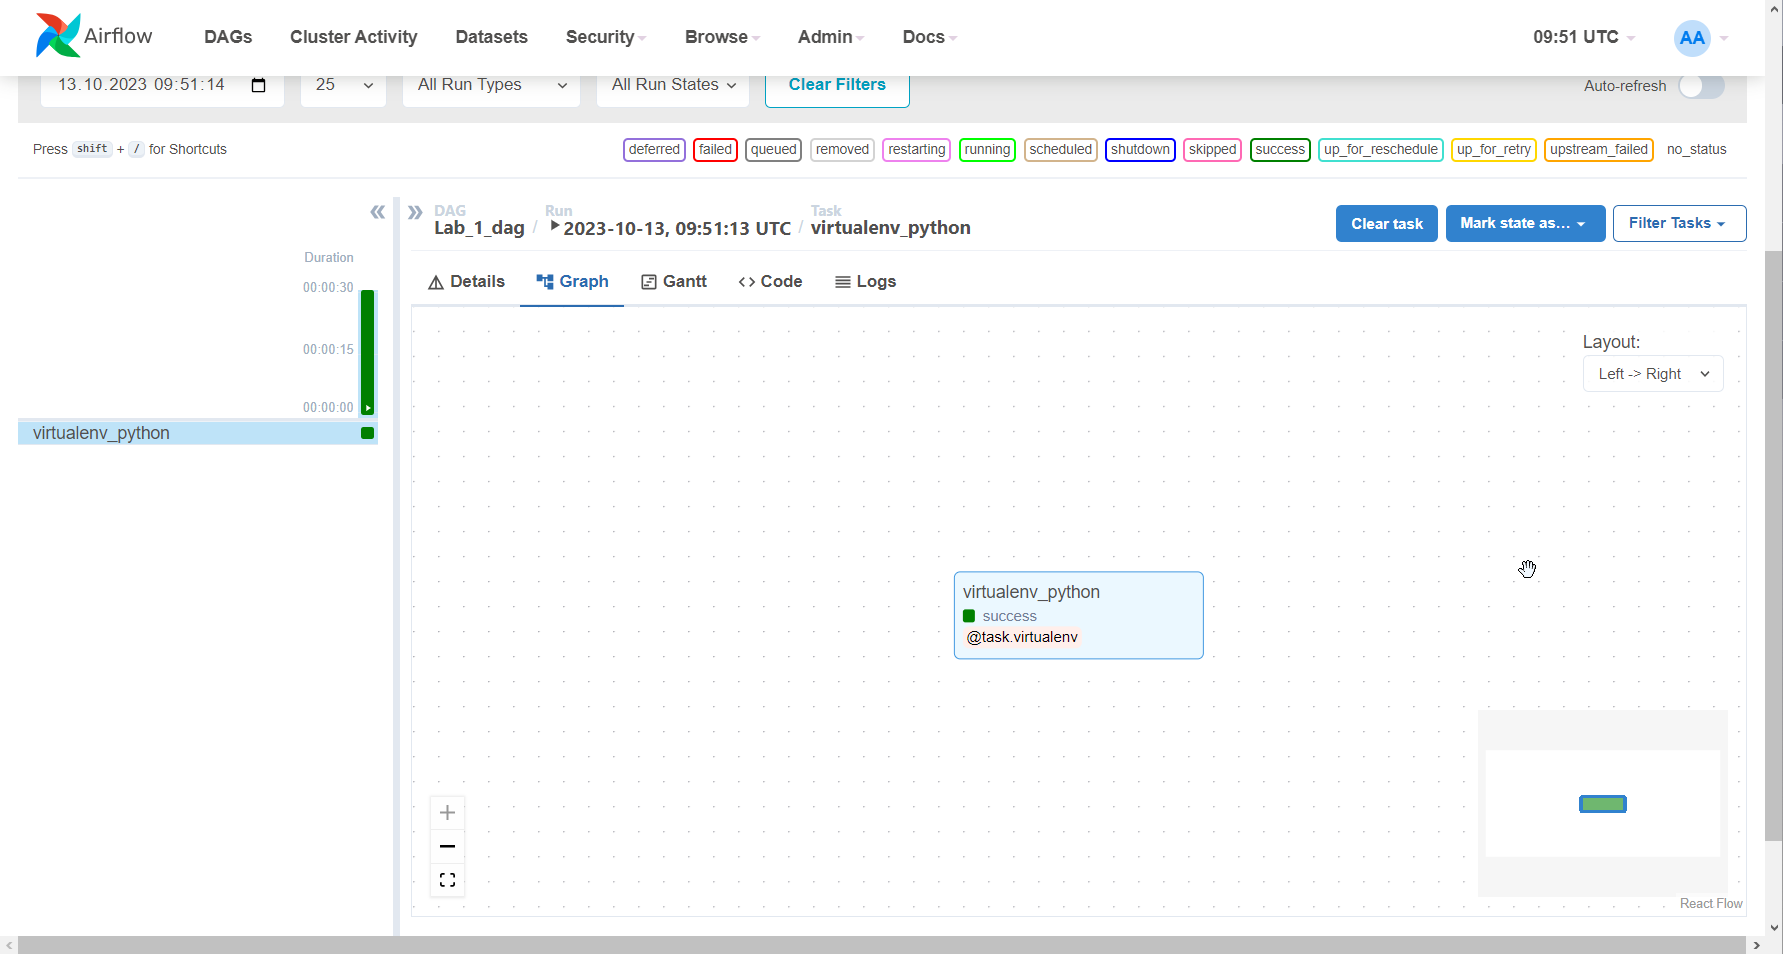 Airflow DAGs Cluster Activity Datasets Security Browse Admin Docs 09:51 UTC AA
13.10.2023 09:51:14 25 All Run Types All Run States Clear Filters Auto-refresh
Press shift + / for Shortcuts deferred failed queued removed restarting running scheduled shutdown skipped success up_for_reschedule up_for_retry upstream_failed no_status
DAG Run Task
Lab_1_dag / 2023-10-13, 09:51:13 UTC / virtualenv_python Clear task Mark state as... Filter Tasks
Duration
00:00:30
00:00:15
00:00:00
virtualenv_python
Details Graph Gantt <> Code Logs
Layout:
Left -> Right
virtualenv_python
success
@task.virtualenv
React Flow